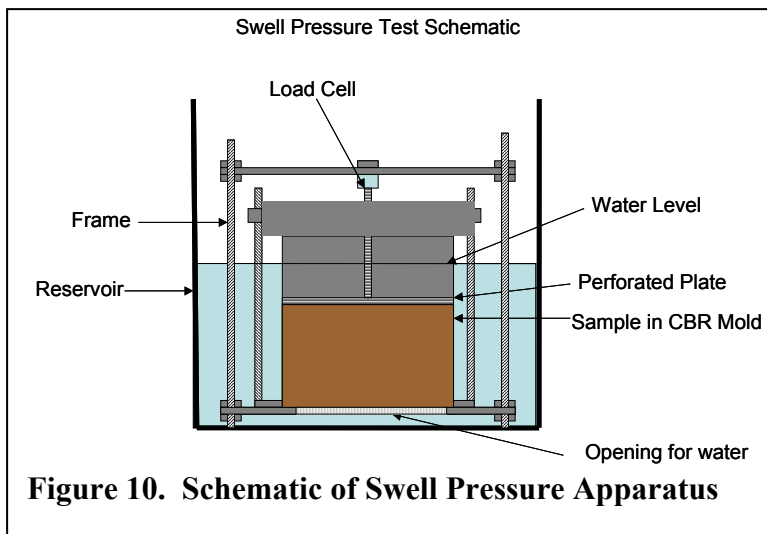 Swell Pressure Test Schematic
Load Cell
Water Level
Frame
Perforated Plate
Reservoir
Sample in CBR Mold
Opening for water
Figure 10. Schematic of Swell Pressure Apparatus